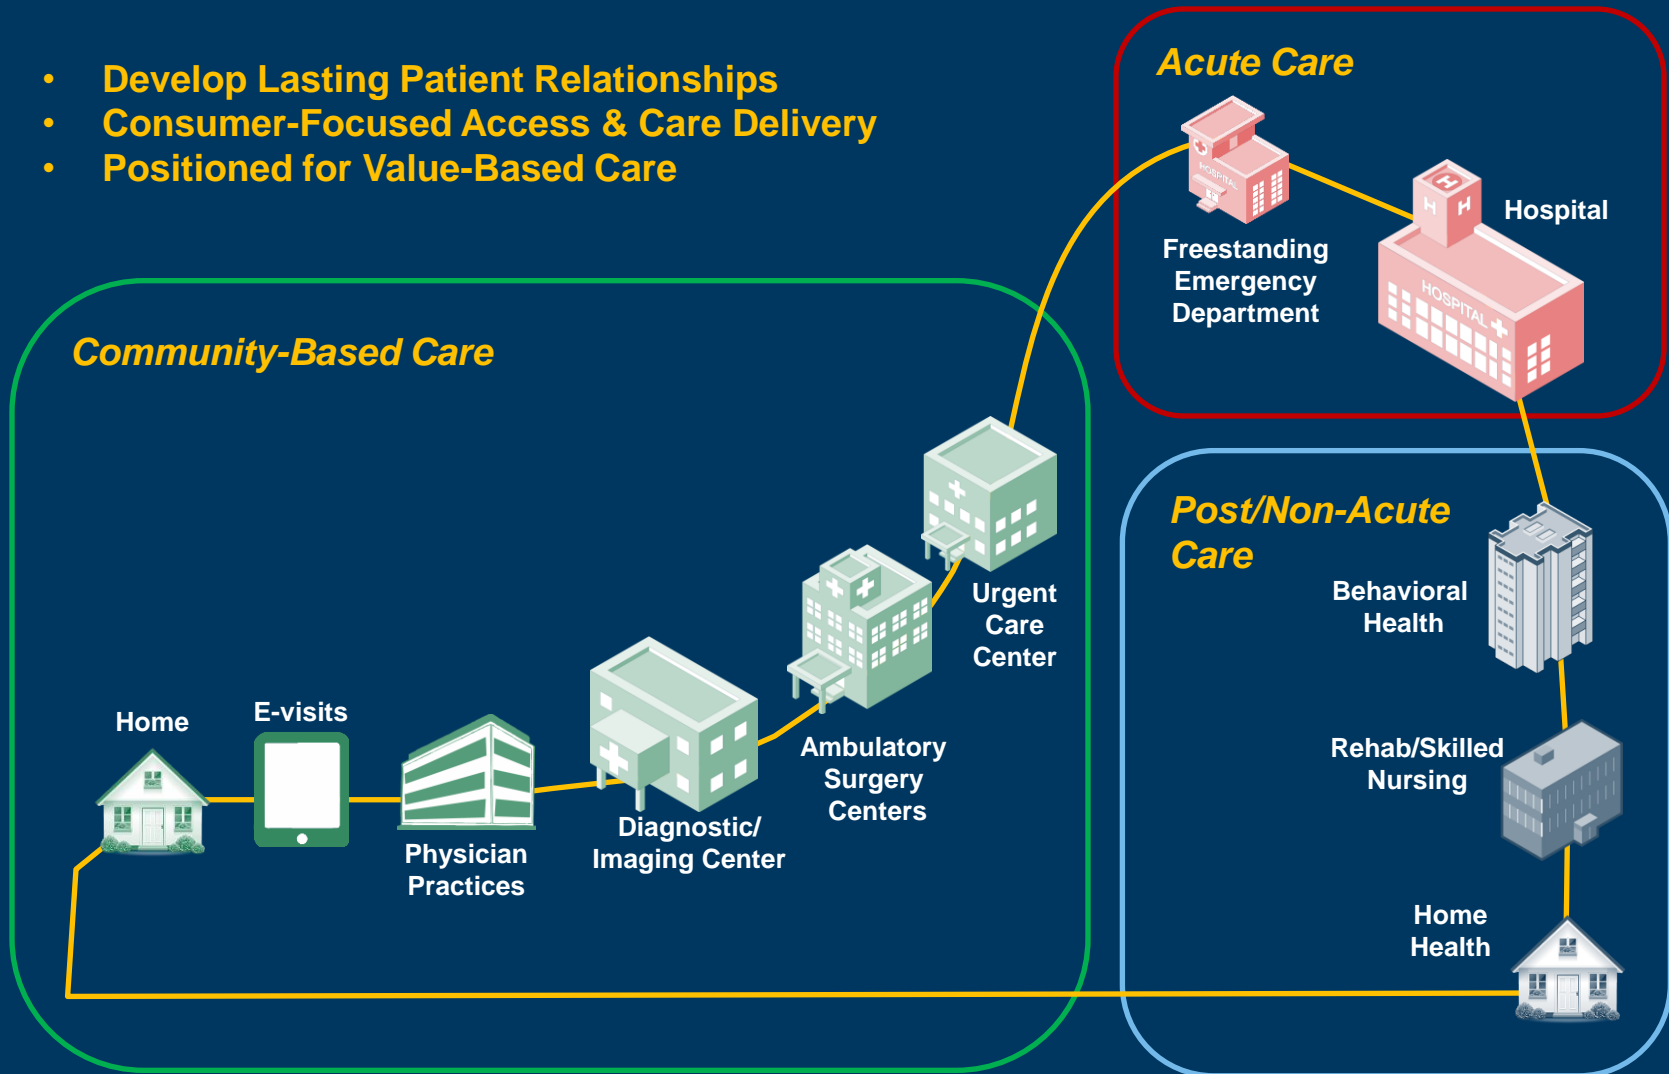 • Develop Lasting Patient Relationships
• Consumer-Focused Access & Care Delivery
• Positioned for Value-Based Care
Acute Care
HOSPITAL
Freestanding
Emergency
Department
H
H H
Hospital
HOSPITAL
Community-Based Care
Home
E-visits
Physician
Practices
Diagnostic/
Imaging Center
Ambulatory
Surgery
Centers
Urgent
Care
Center
Post/Non-Acute
Care
Behavioral
Health
Rehab/Skilled
Nursing
Home
Health